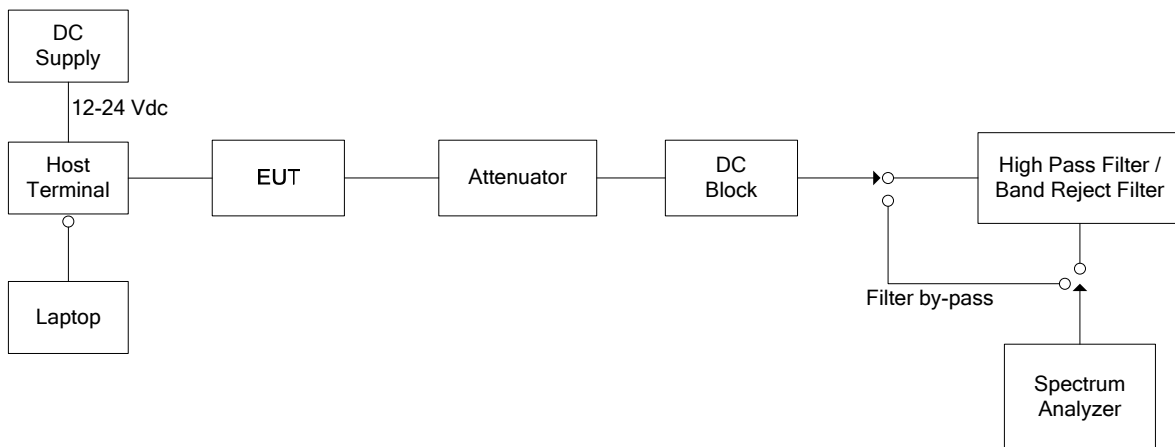 DC
Supply
12-24 Vdc
Host
Terminal
EUT
Attenuator
DC
Block
High Pass Filter /
Band Reject Filter
Filter by-pass
Laptop
Spectrum
Analyzer